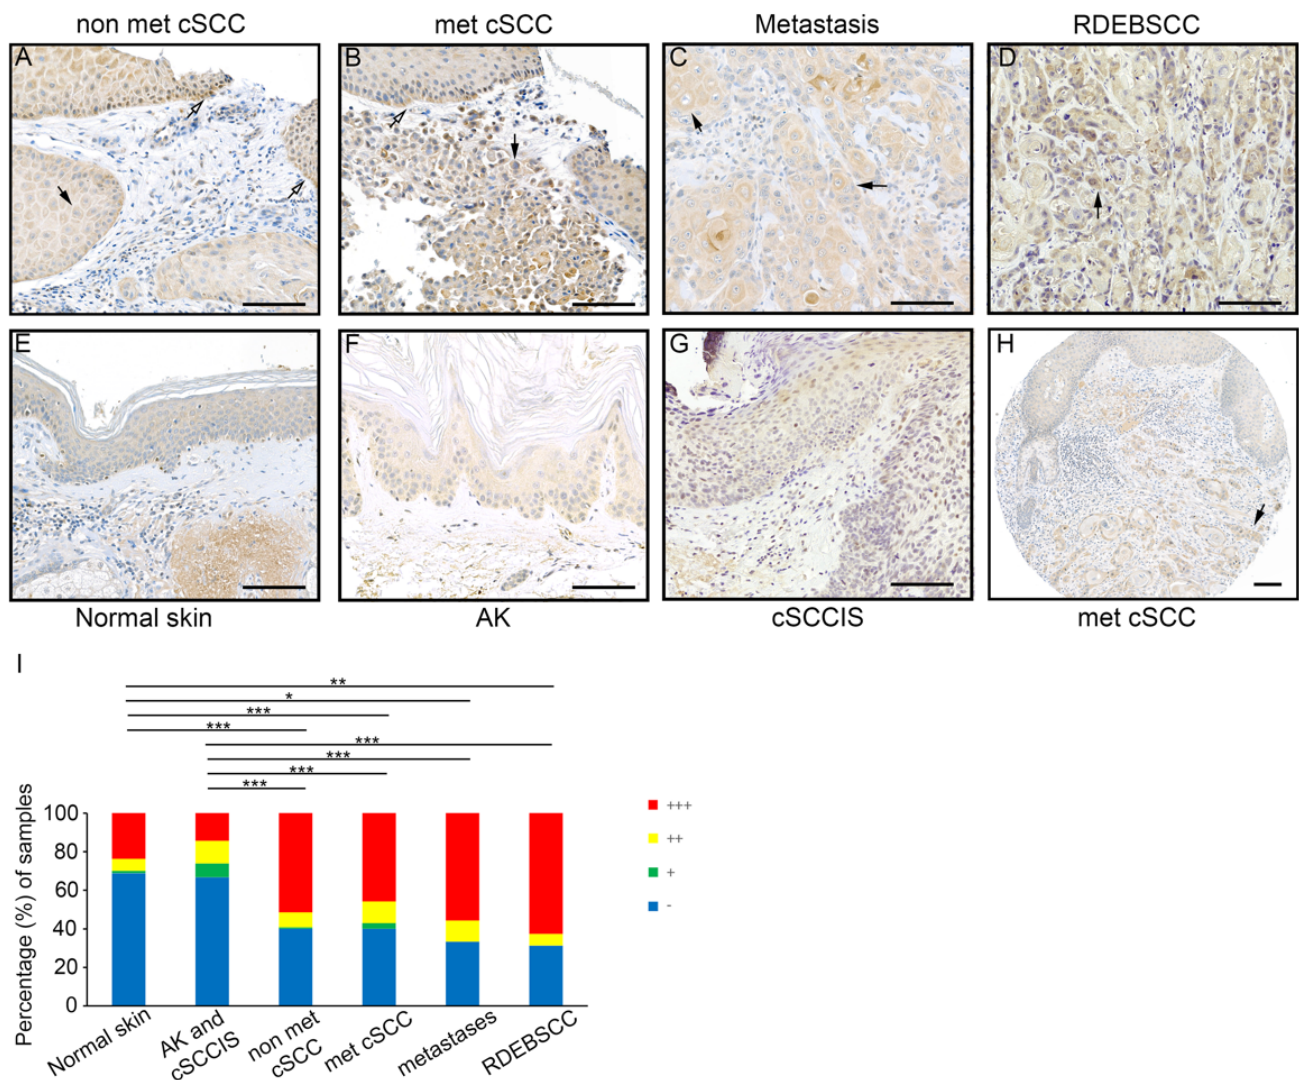 non met cSCC met cSCC Metastasis RDEBSCC
A B C D
E F G H
Normal skin AK cSCCIS met cSCC
I
**
*
***
***
***
***
***
***
Percentage (%) of samples
100
80
60
40
20
0
Normal skin
AK and
cSCCIS
non met
cSCC
met cSCC
metastases
RDEBSCC
+++
++
+
-